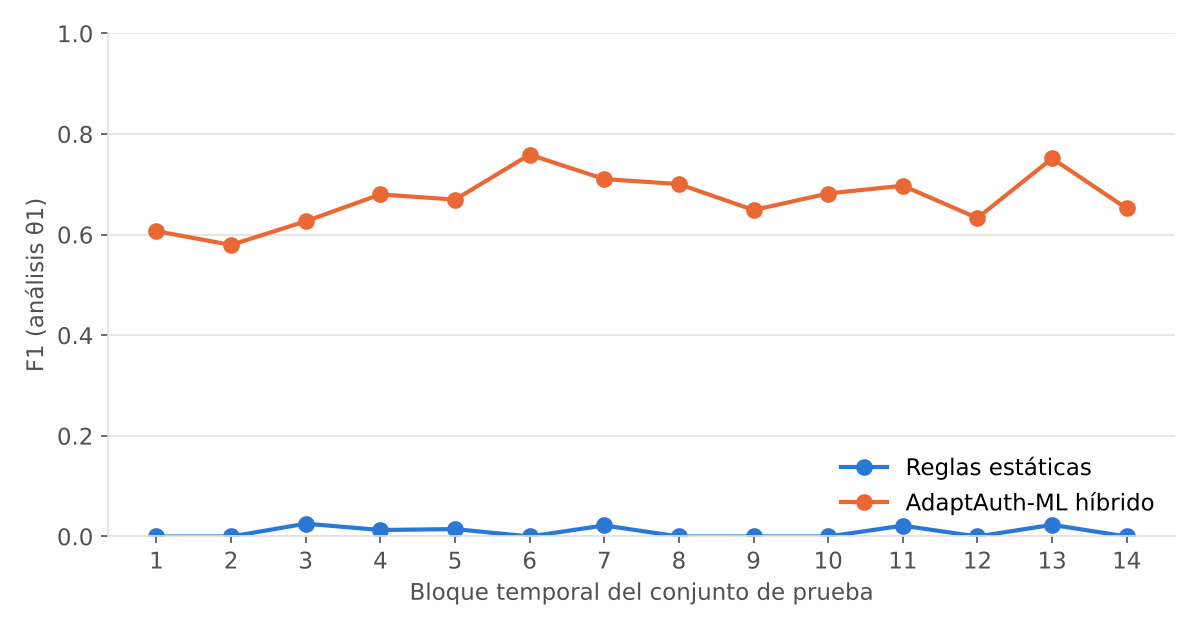 1.0
0.8
0.6
0.4
0.2
0.0
F1 (análisis θ1)
Reglas estáticas
AdaptAuth-ML híbrido
1 2 3 4 5 6 7 8 9 10 11 12 13 14
Bloque temporal del conjunto de prueba